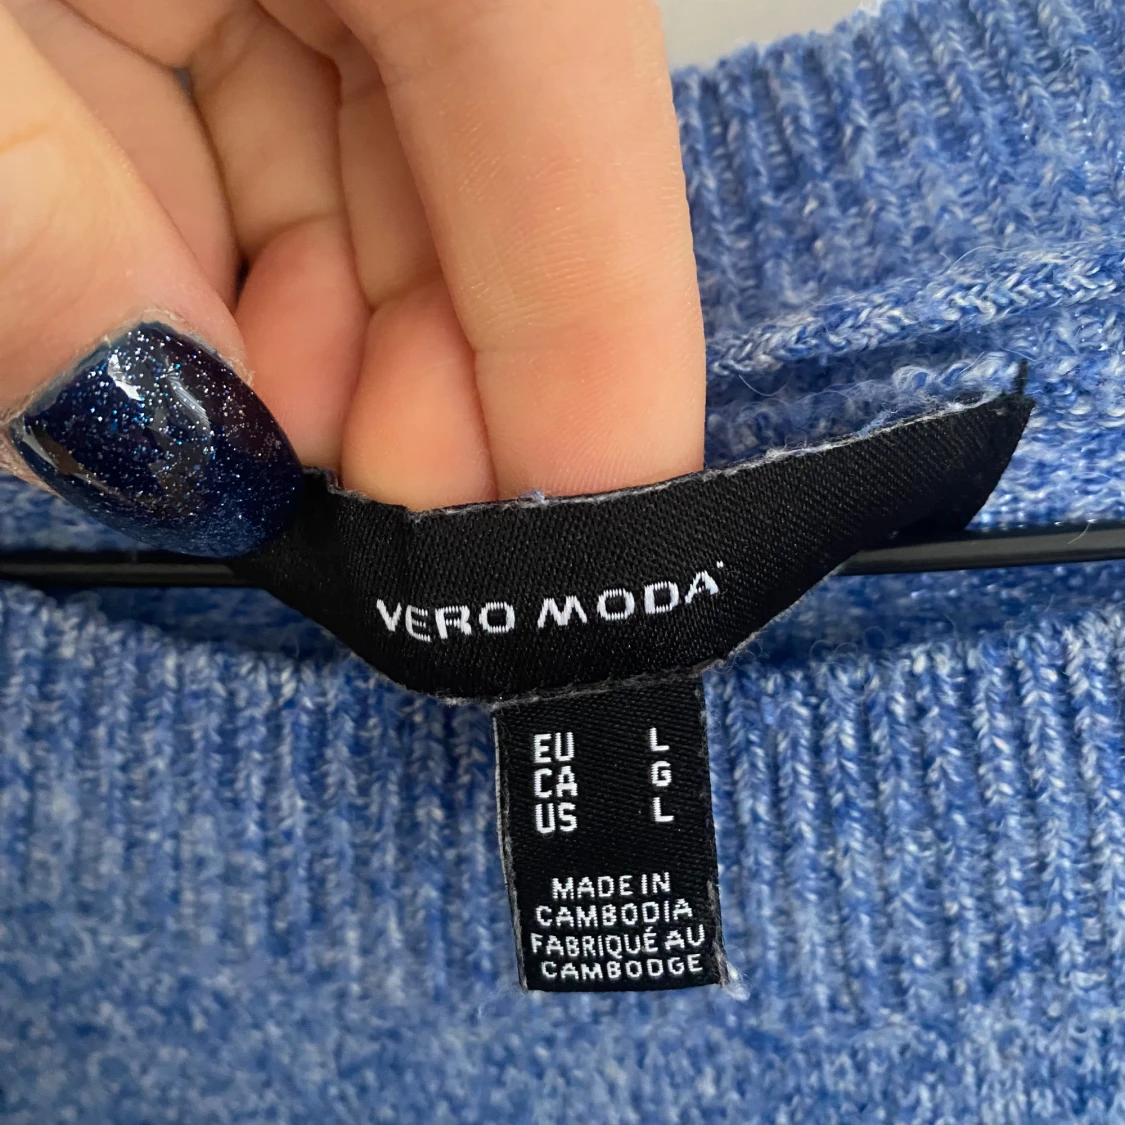 VERO MODA
EU L
CA G
US L
MADE IN
CAMBODIA
FABRIQUÉ AU
CAMBODGE